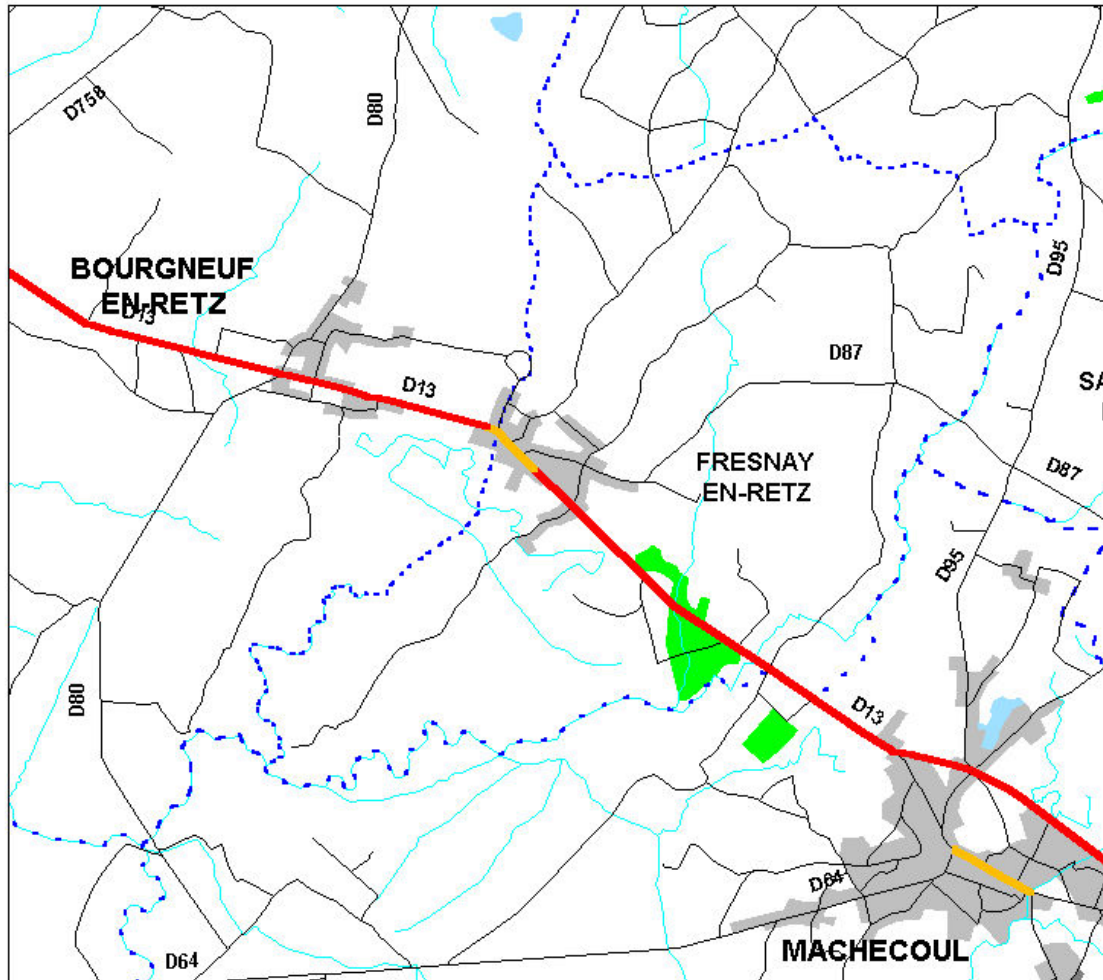 D758
D80
D95
BOURGNEUF
EN-RETZ
D13
D87
SA
D13
FRESNAY
EN-RETZ
D87
D95
D80
D13
D64
D64
MACHECOUL